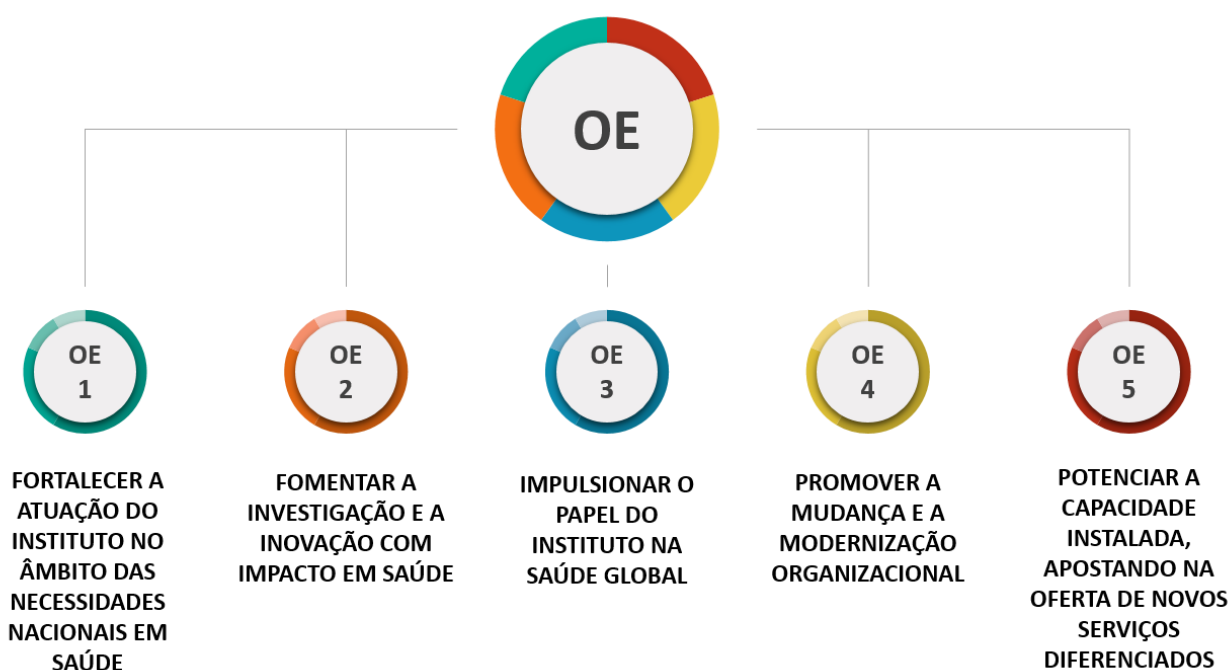 OE
OE
1
FORTALECER A
ATUAÇÃO DO
INSTITUTO NO
ÂMBITO DAS
NECESSIDADES
NACIONAIS EM
SAÚDE
OE
2
FOMENTAR A
INVESTIGAÇÃO E A
INOVAÇÃO COM
IMPACTO EM SAÚDE
OE
3
IMPULSIONAR O
PAPEL DO
INSTITUTO NA
SAÚDE GLOBAL
OE
4
PROMOVER A
MUDANÇA E A
MODERNIZAÇÃO
ORGANIZACIONAL
OE
5
POTENCIAR A
CAPACIDADE
INSTALADA,
APOSTANDO NA
OFERTA DE NOVOS
SERVIÇOS
DIFERENCIADOS